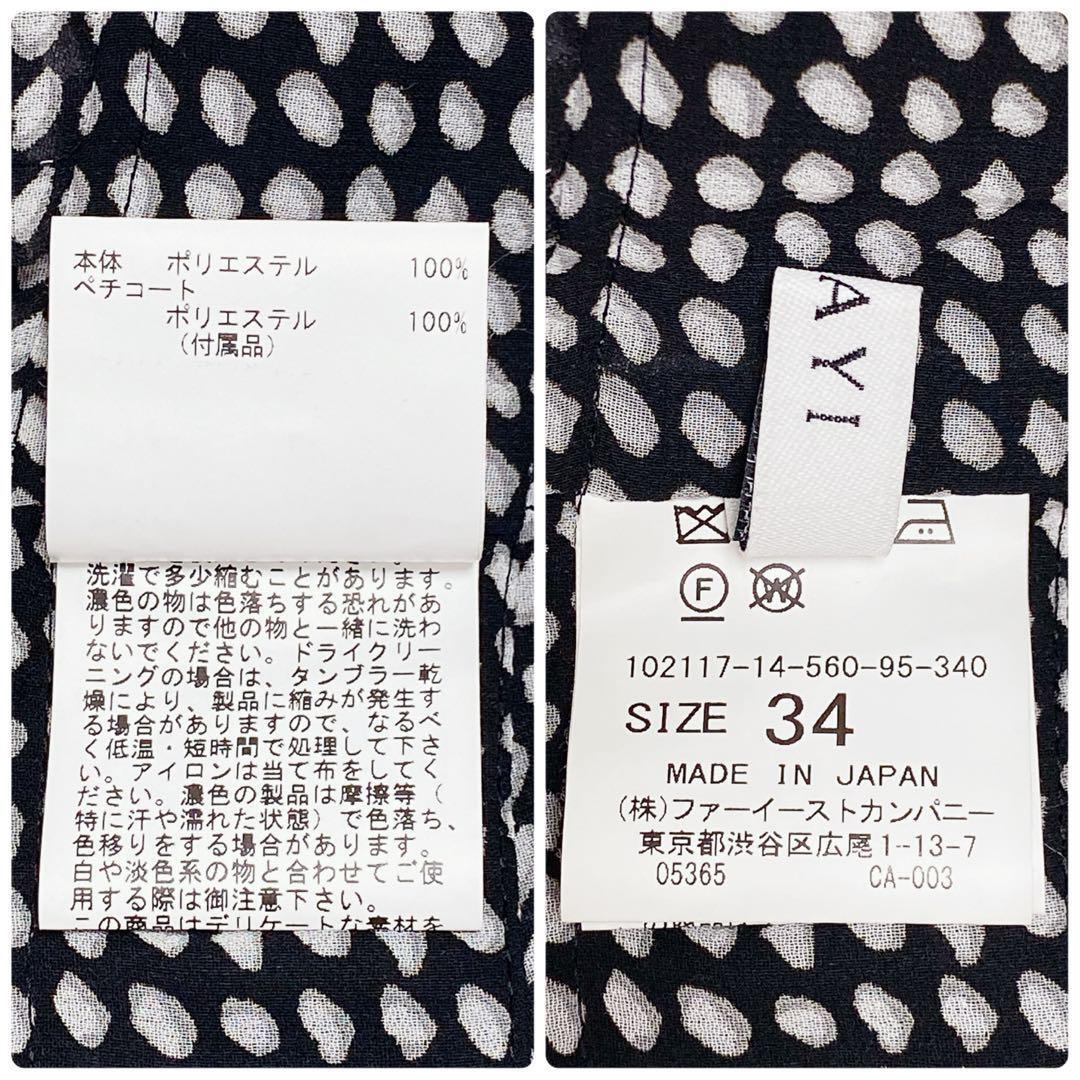 本体 ポリエステル 100%
ペチコート
ポリエステル 100%
(付属品)
洗濯で多少縮むことがあります。
濃色の物は色落ちする恐れがあ
りますので他の物と一緒に洗わ
ないでください。ドライクリー
ニングの場合は、タンブラー乾
燥により、製品に縮みが発生す
る場合がありますので、なるべ
く低温・短時間で処理して下さ
い。アイロンは当て布をしてく
ださい。濃色の製品は摩擦等(
特に汗や濡れた状態)で色落ち、
色移りをする場合があります。
白や淡色系の物と合わせてご使
用する際は御注意下さい。
この商品はデリケートな素材を
AYI
F
W
102117-14-560-95-340
SIZE 34
MADE IN JAPAN
(株)ファーイーストカンパニー
東京都渋谷区広尾1-13-7
05365 CA-003